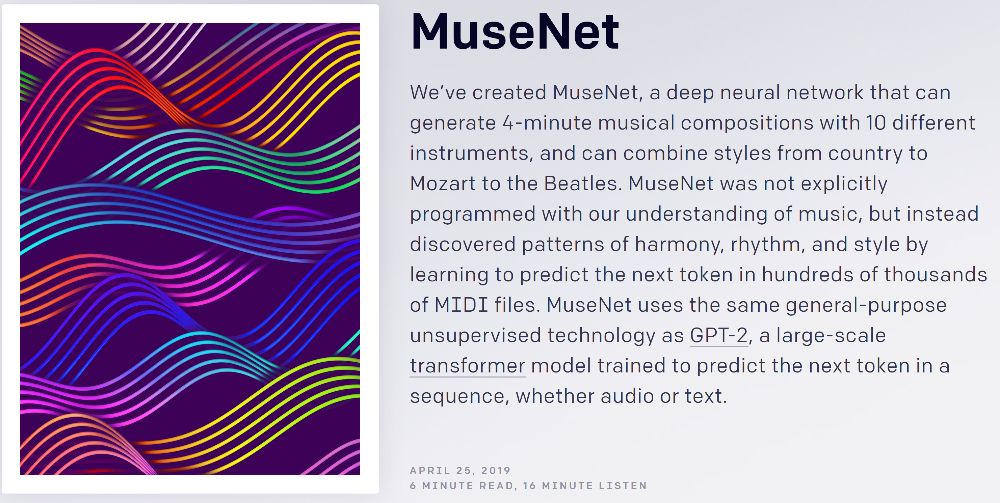 MuseNet
We’ve created MuseNet, a deep neural network that can
generate 4-minute musical compositions with 10 different
instruments, and can combine styles from country to
Mozart to the Beatles. MuseNet was not explicitly
programmed with our understanding of music, but instead
discovered patterns of harmony, rhythm, and style by
learning to predict the next token in hundreds of thousands
of MIDI files. MuseNet uses the same general-purpose
unsupervised technology as GPT-2, a large-scale
transformer model trained to predict the next token in a
sequence, whether audio or text.
APRIL 25, 2019
6 MINUTE READ, 16 MINUTE LISTEN